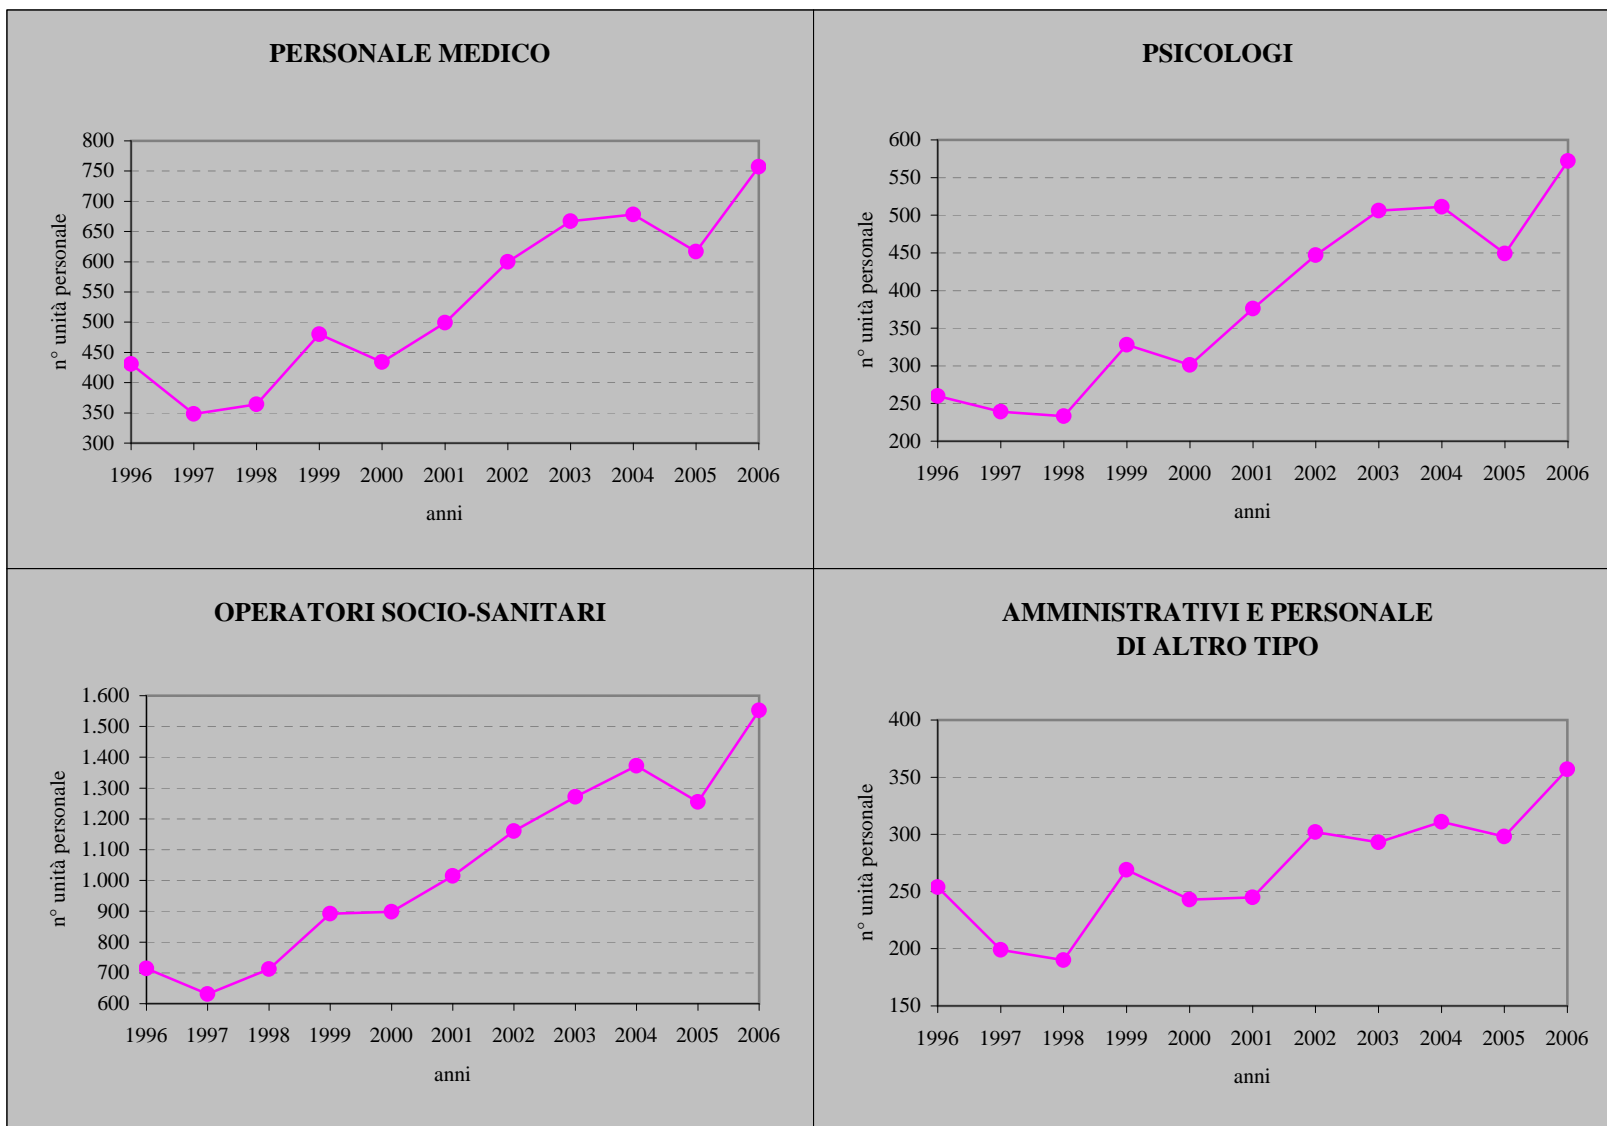 PERSONALE MEDICO
800
750
700
650
600
550
500
450
400
350
300
n° unità personale
1996 1997 1998 1999 2000 2001 2002 2003 2004 2005 2006
anni
PSICOLOGI
600
550
500
450
400
350
300
250
200
n° unità personale
1996 1997 1998 1999 2000 2001 2002 2003 2004 2005 2006
anni
OPERATORI SOCIO-SANITARI
1.600
1.500
1.400
1.300
1.200
1.100
1.000
900
800
700
600
n° unità personale
1996 1997 1998 1999 2000 2001 2002 2003 2004 2005 2006
anni
AMMINISTRATIVI E PERSONALE
DI ALTRO TIPO
400
350
300
250
200
150
n° unità personale
1996 1997 1998 1999 2000 2001 2002 2003 2004 2005 2006
anni